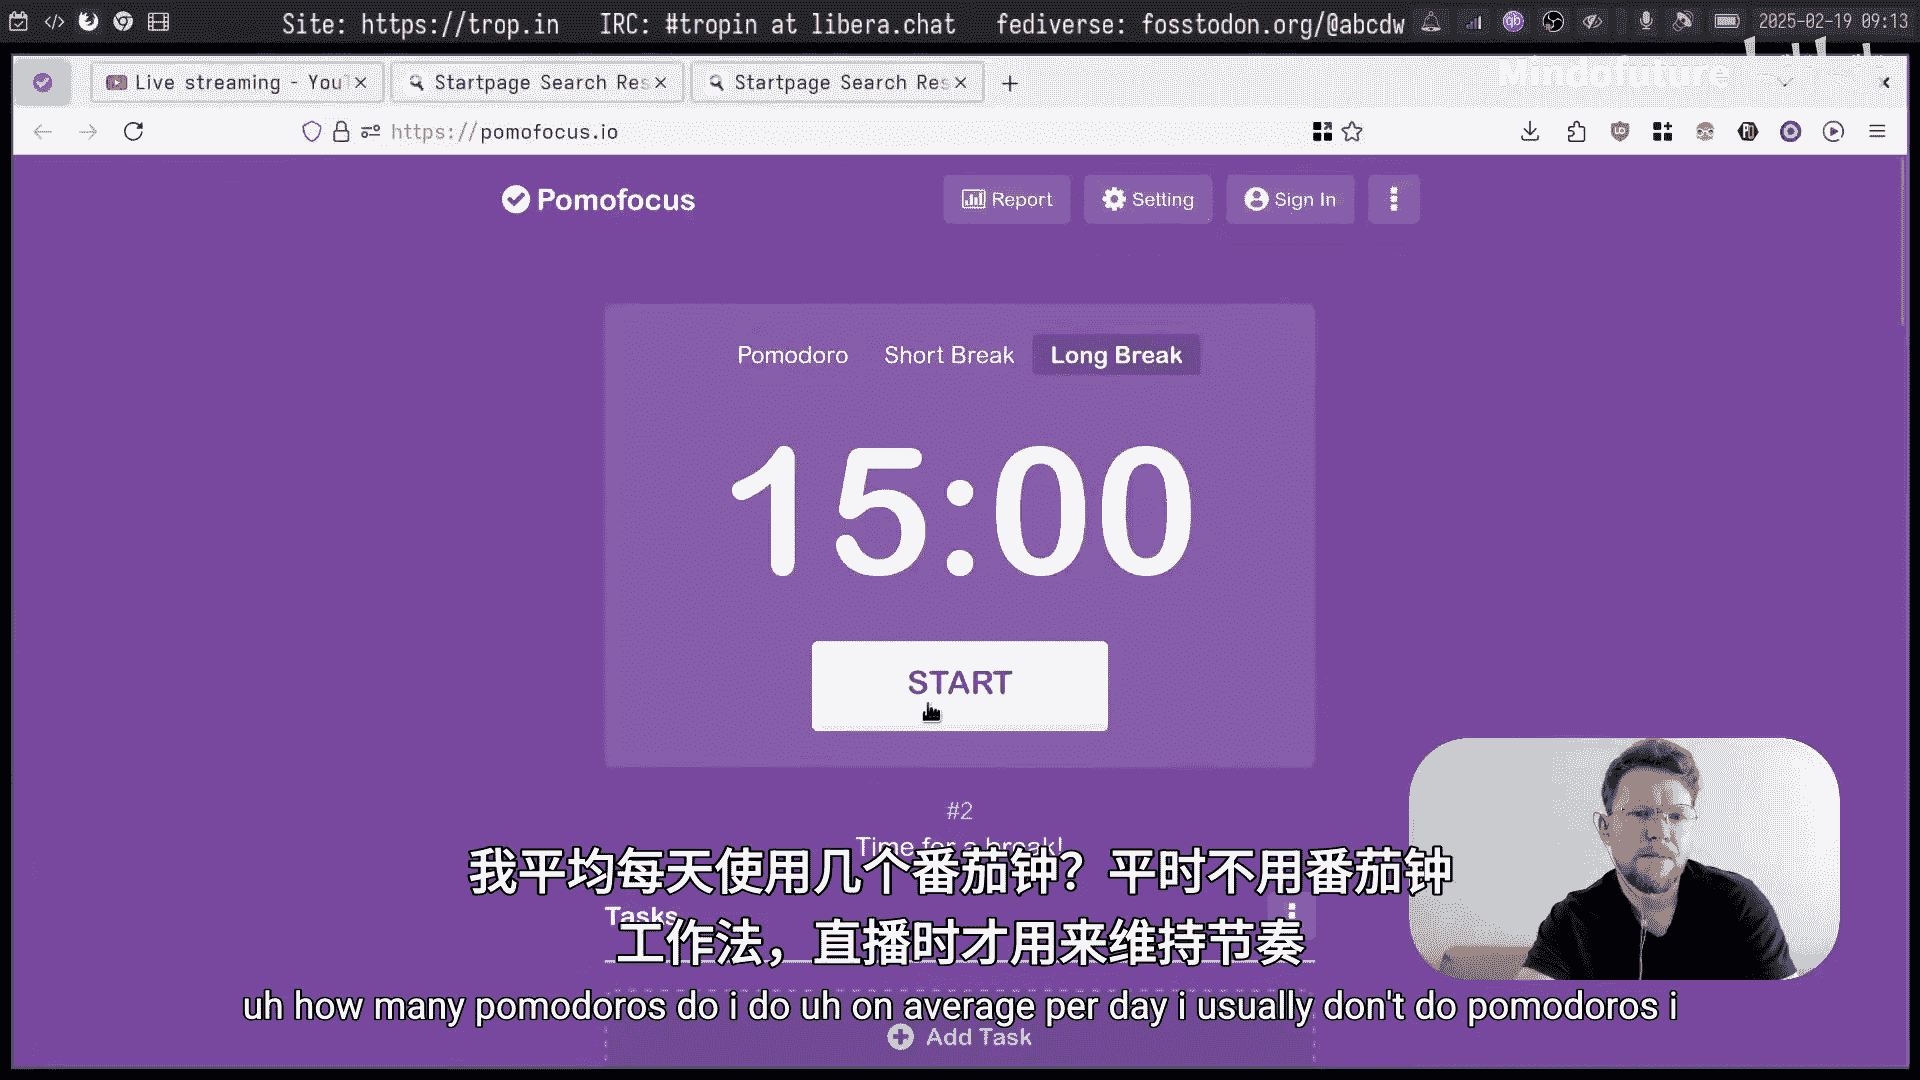 Site: https://trop.in IRC: #tropin at libera.chat fediverse: fosstodon.org/@abcdw 2025-02-19 09:13
Mindofuture
Live streaming - You Startpage Search Res Startpage Search Res
https://pomofocus.io
Pomofocus Report Setting Sign In
Pomodoro Short Break Long Break
15:00
START
#2
Time for a break!
我平均每天使用几个番茄钟？平时不用番茄钟
Tasks
工作法，直播时才用来维持节奏
uh how many pomodoros do i do uh on average per day i usually don't do pomodoros i
Add Task